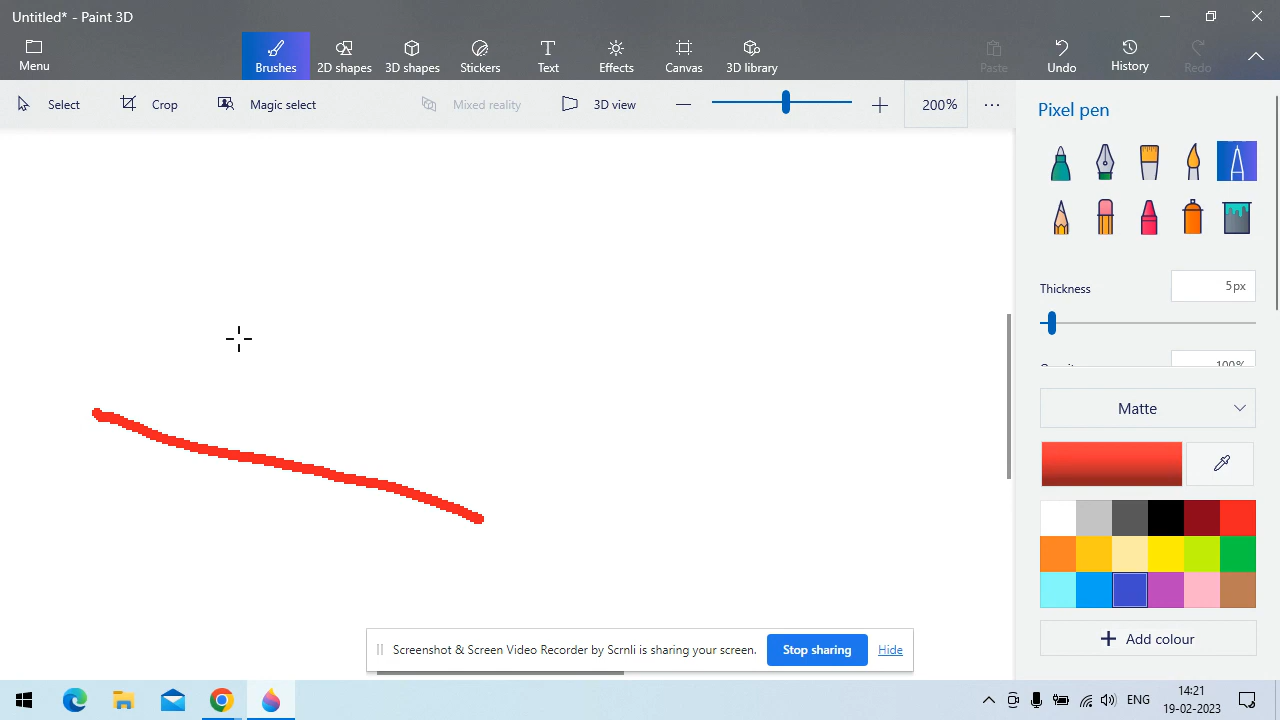 Untitled* - Paint 3D
Menu
Brushes
2D shapes
3D shapes
Stickers
Text
Effects
Canvas
3D library
Paste
Undo
History
Redo
Select
Crop
Magic select
Mixed reality
3D view
200%
Pixel pen
Thickness
5px
100%
Matte
Add colour
Screenshot & Screen Video Recorder by Scrnli is sharing your screen.
Stop sharing
Hide
ENG
14:21
19-02-2023